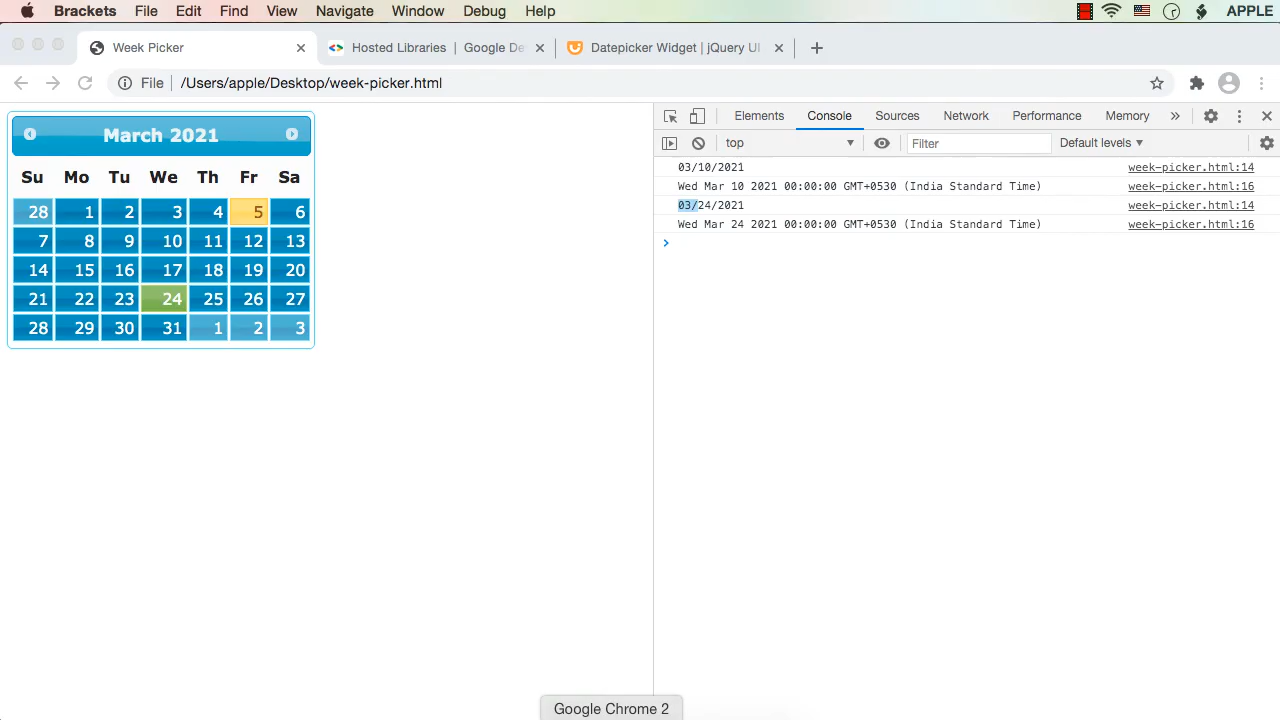 Brackets File Edit Find View Navigate Window Debug Help APPLE
Week Picker Hosted Libraries | Google De Datepicker Widget | jQuery UI
File /Users/apple/Desktop/week-picker.html
March 2021
Su Mo Tu We Th Fr Sa
28 1 2 3 4 5 6
7 8 9 10 11 12 13
14 15 16 17 18 19 20
21 22 23 24 25 26 27
28 29 30 31 1 2 3
Elements Console Sources Network Performance Memory »
top Filter Default levels
03/10/2021 week-picker.html:14
Wed Mar 10 2021 00:00:00 GMT+0530 (India Standard Time) week-picker.html:16
03/24/2021 week-picker.html:14
Wed Mar 24 2021 00:00:00 GMT+0530 (India Standard Time) week-picker.html:16
Google Chrome 2